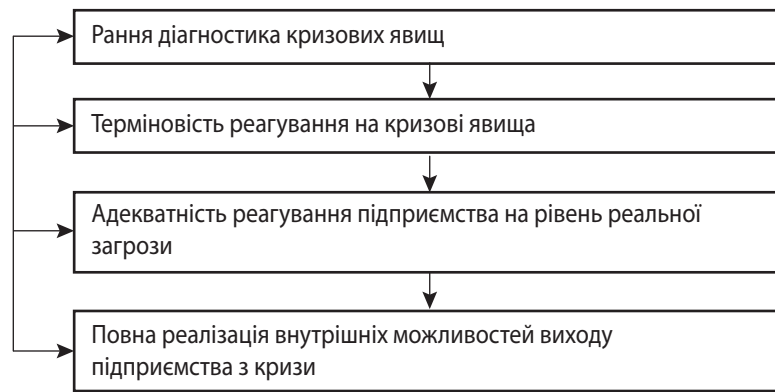 Рання діагностика кризових явищ
Терміновість реагування на кризові явища
Адекватність реагування підприємства на рівень реальної
загрози
Повна реалізація внутрішніх можливостей виходу
підприємства з кризи